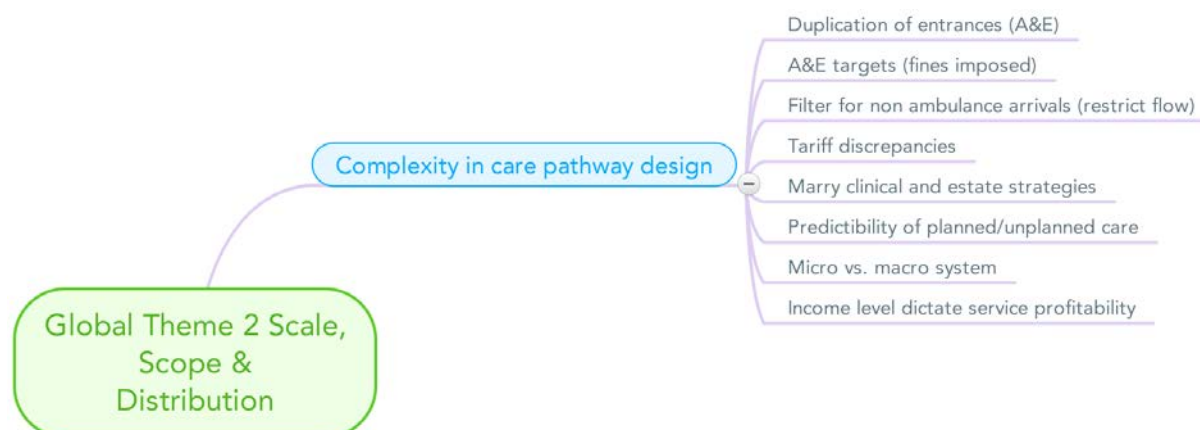 Duplication of entrances (A&E)
A&E targets (fines imposed)
Filter for non ambulance arrivals (restrict flow)
Tariff discrepancies
Complexity in care pathway design
Marry clinical and estate strategies
Predictibility of planned/unplanned care
Micro vs. macro system
Income level dictate service profitability
Global Theme 2 Scale,
Scope &
Distribution